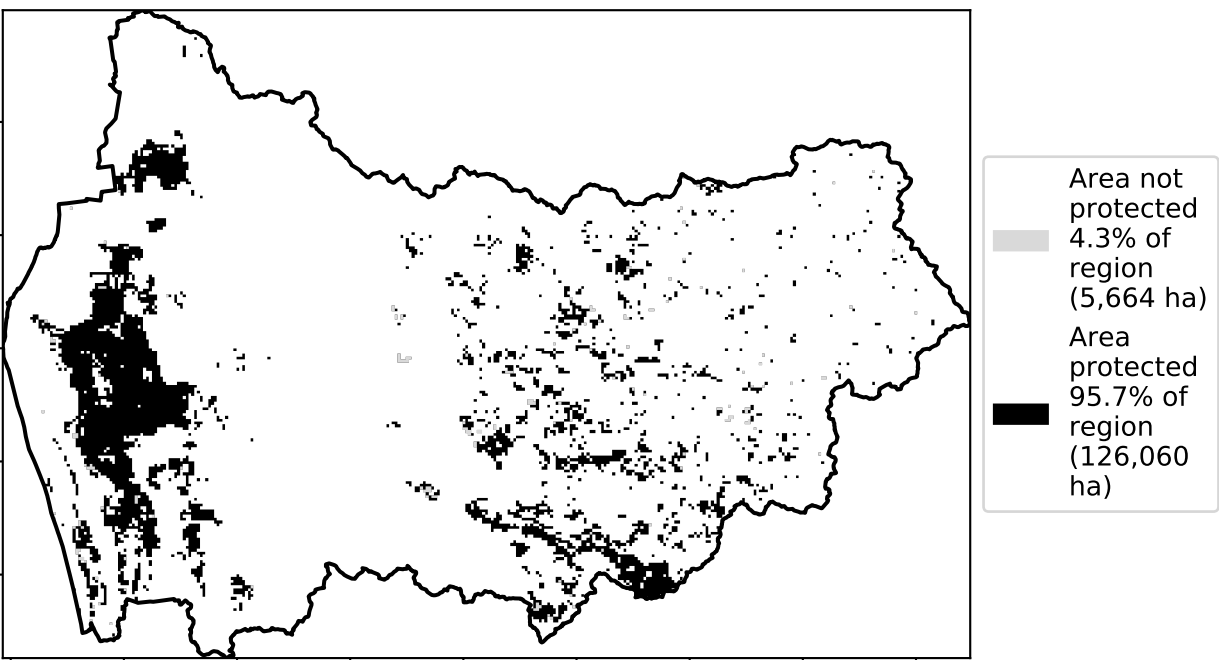 Area not
protected
4.3% of
region
(5,664 ha)
Area
protected
95.7% of
region
(126,060
ha)